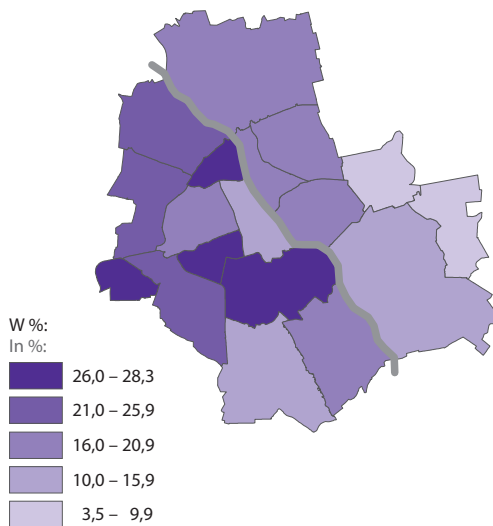 W %:
In %:
26,0 – 28,3
21,0 – 25,9
16,0 – 20,9
10,0 – 15,9
3,5 – 9,9